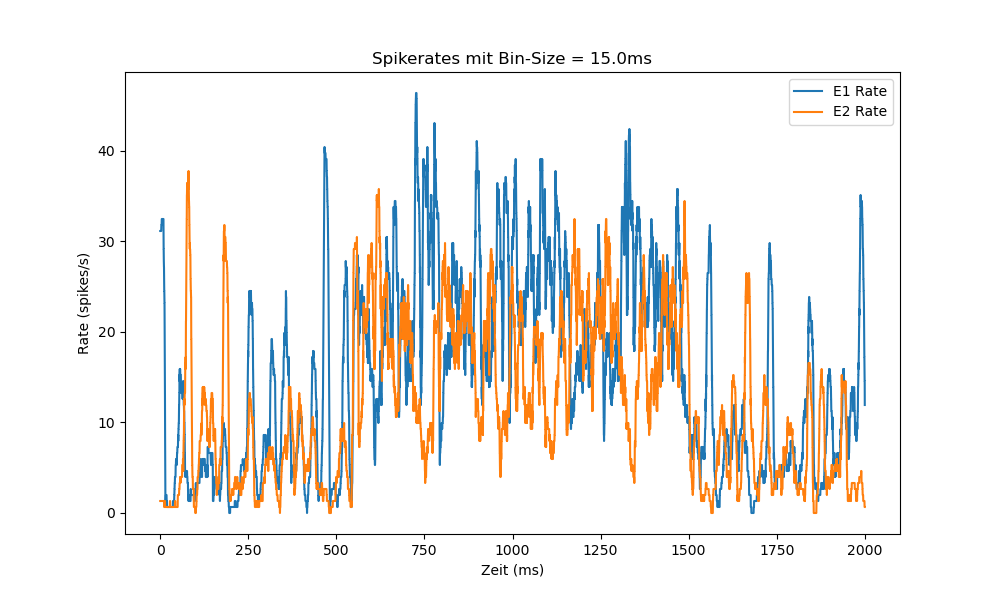 Spikerates mit Bin-Size = 15.0ms
E1 Rate
E2 Rate
Rate (spikes/s)
40
30
20
10
0
0 250 500 750 1000 1250 1500 1750 2000
Zeit (ms)